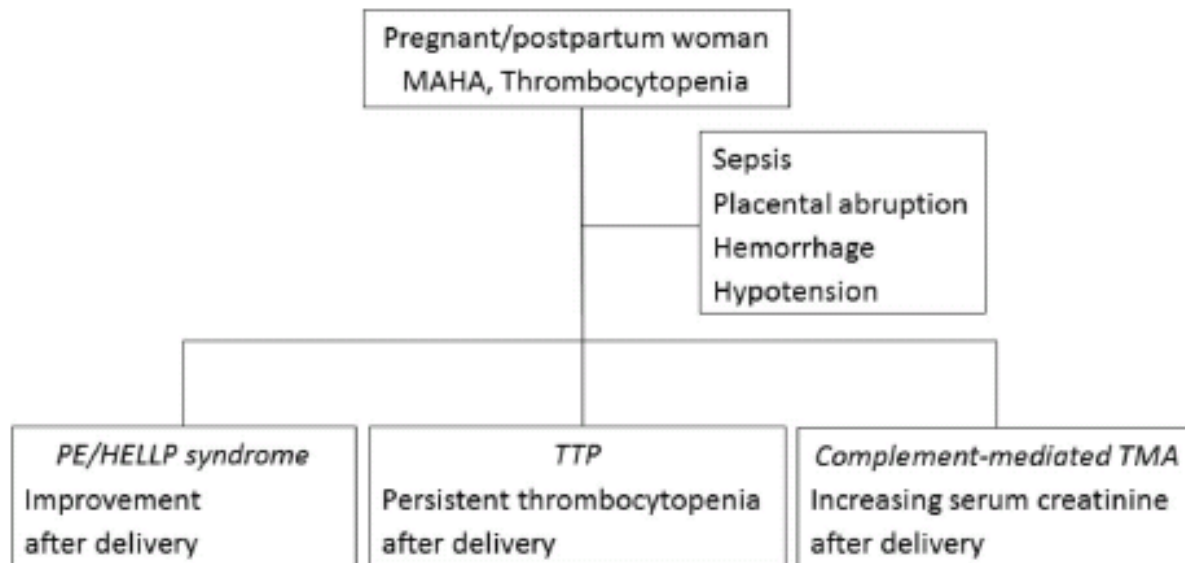 Pregnant/postpartum woman
MAHA, Thrombocytopenia
Sepsis
Placental abruption
Hemorrhage
Hypotension
PE/HELLP syndrome
Improvement
after delivery
TTP
Persistent thrombocytopenia
after delivery
Complement-mediated TMA
Increasing serum creatinine
after delivery